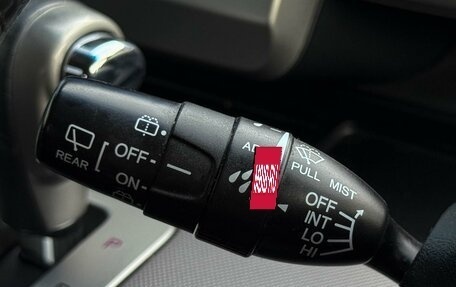 REAR
OFF
ON
PULL
MIST
OFF
INT
LO
HI
P